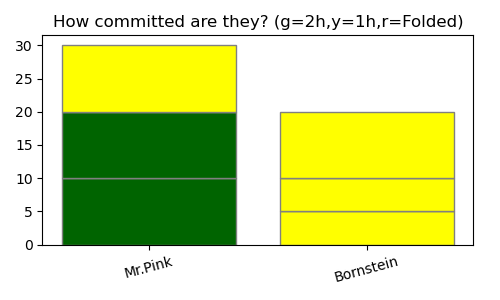 How committed are they? (g=2h,y=1h,r=Folded)
30
25
20
15
10
5
0
Mr.Pink
Bornstein